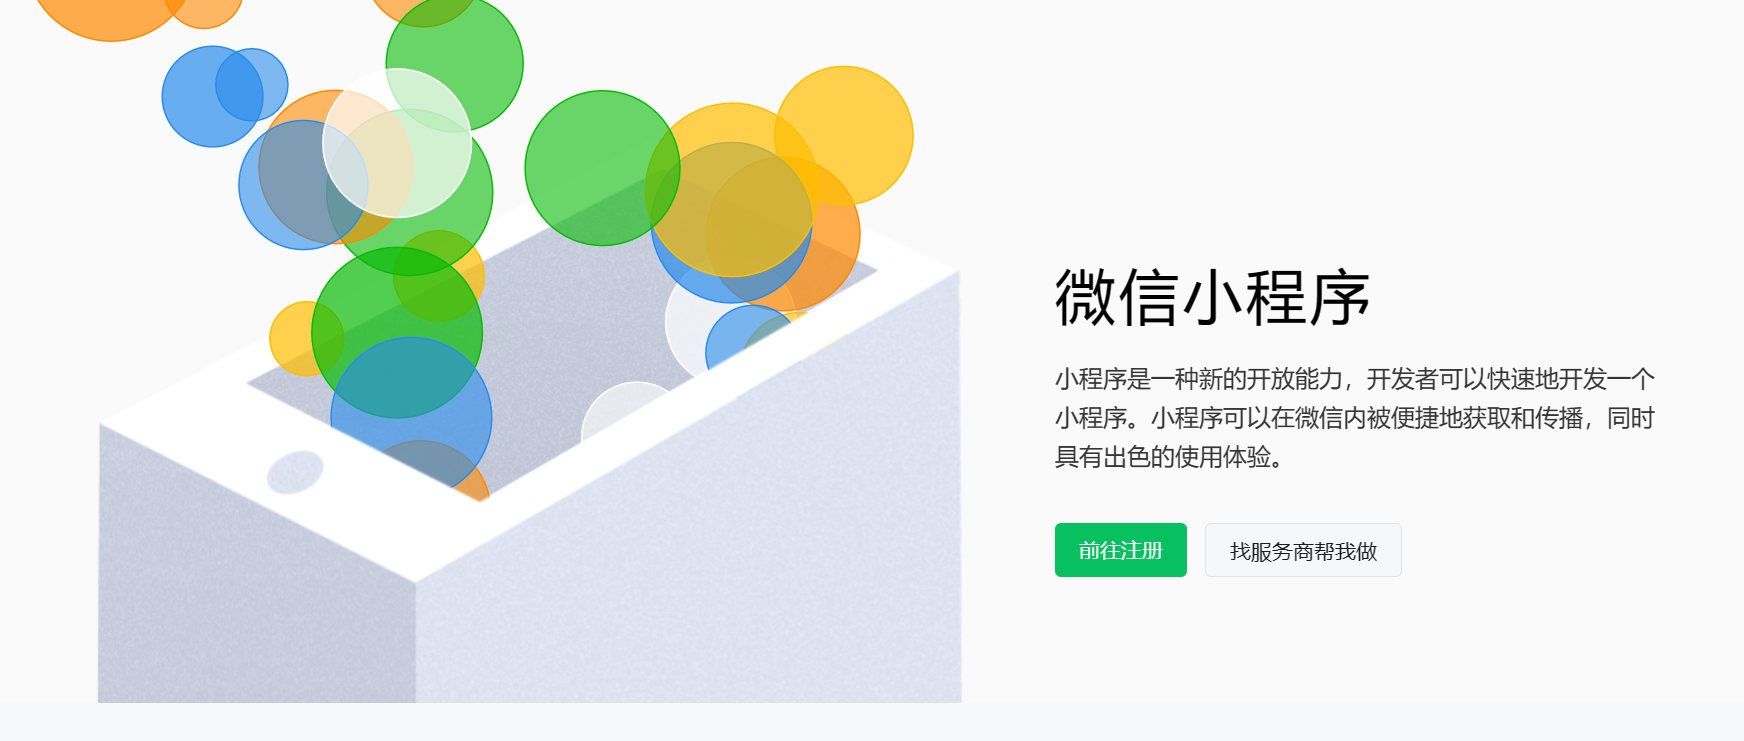 微信小程序
小程序是一种新的开放能力，开发者可以快速地开发一个
小程序。小程序可以在微信内被便捷地获取和传播，同时
具有出色的使用体验。
前往注册
找服务商帮我做